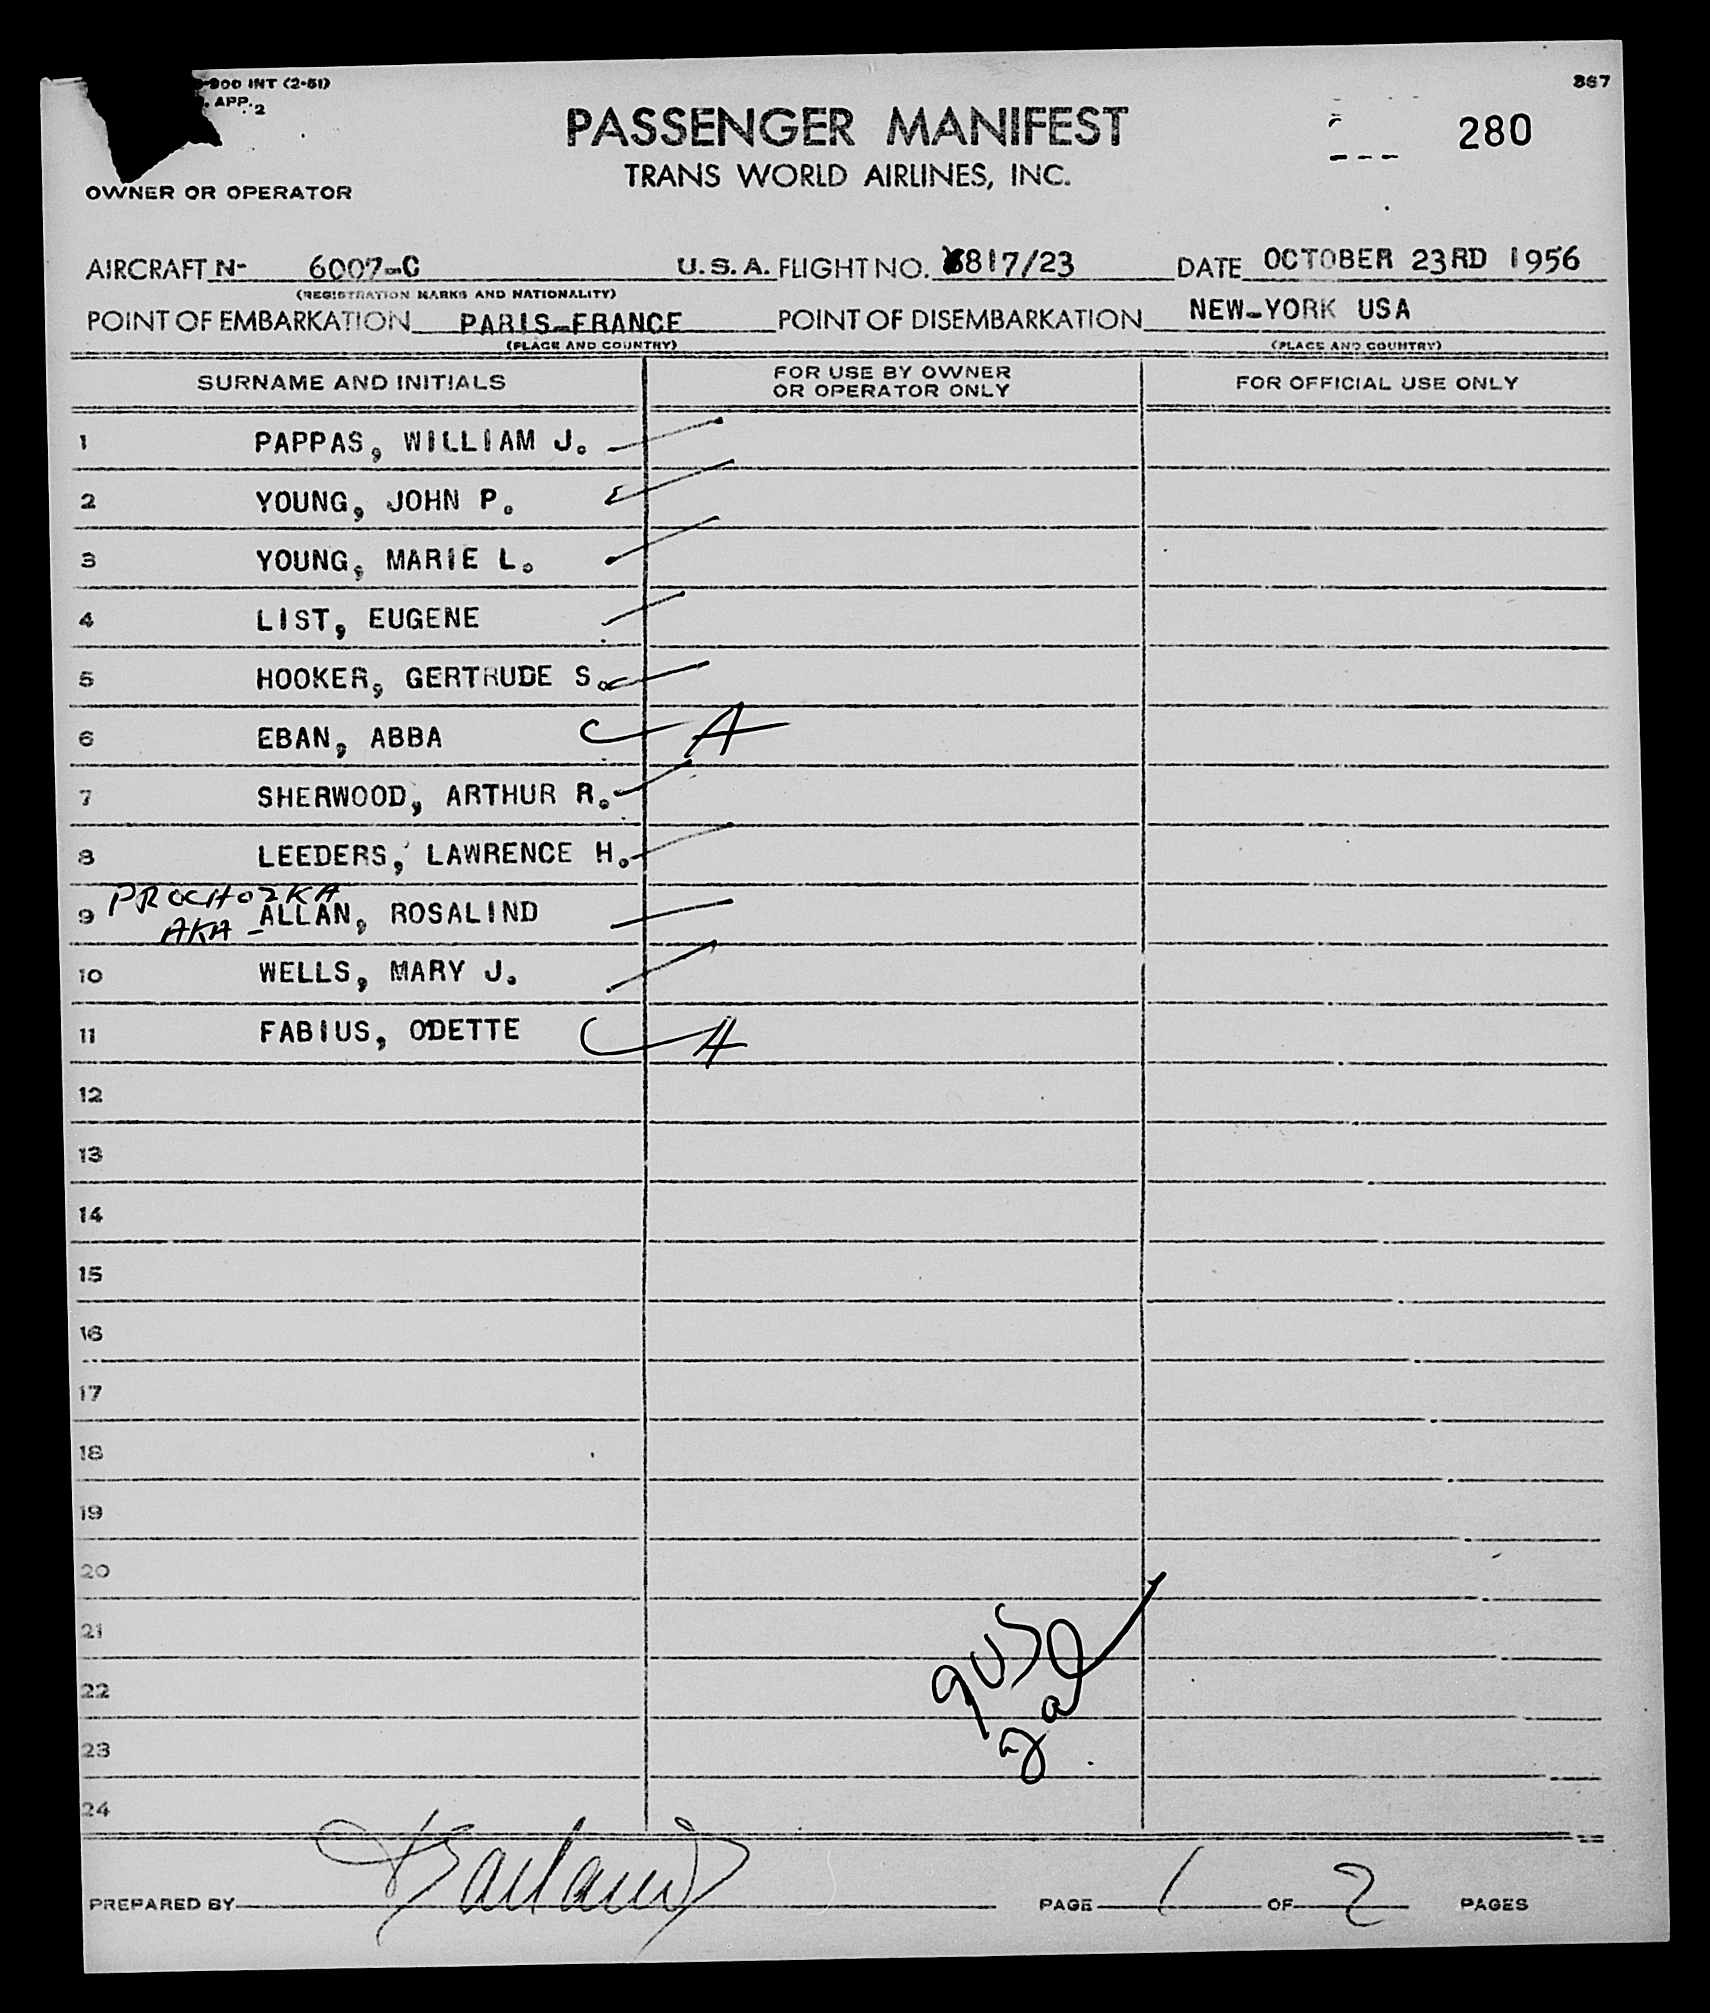 -900 INT (2-51)
. APP. 2
367
PASSENGER MANIFEST
280
TRANS WORLD AIRLINES, INC.
OWNER OR OPERATOR
AIRCRAFT N- 6007-C U.S.A. FLIGHT NO. 817/23 DATE OCTOBER 23RD 1956
(REGISTRATION MARKS AND NATIONALITY)
POINT OF EMBARKATION PARIS-FRANCE POINT OF DISEMBARKATION NEW-YORK USA
(PLACE AND COUNTRY) (PLACE AND COUNTRY)
SURNAME AND INITIALS
FOR USE BY OWNER
OR OPERATOR ONLY
FOR OFFICIAL USE ONLY
1 PAPPAS, WILLIAM J.
2 YOUNG, JOHN P.
3 YOUNG, MARIE L.
4 LIST, EUGENE
5 HOOKER, GERTRUDE S.
6 EBAN, ABBA A
7 SHERWOOD, ARTHUR R.
8 LEEDERS, LAWRENCE H.
PROCHOZKA
9 AKA - ALLAN, ROSALIND
10 WELLS, MARY J.
11 FABIUS, ODETTE A
12
13
14
15
16
17
18
19
20
21
22
23
24
9US
2al
PREPARED BY PAGE 1 OF 2 PAGES